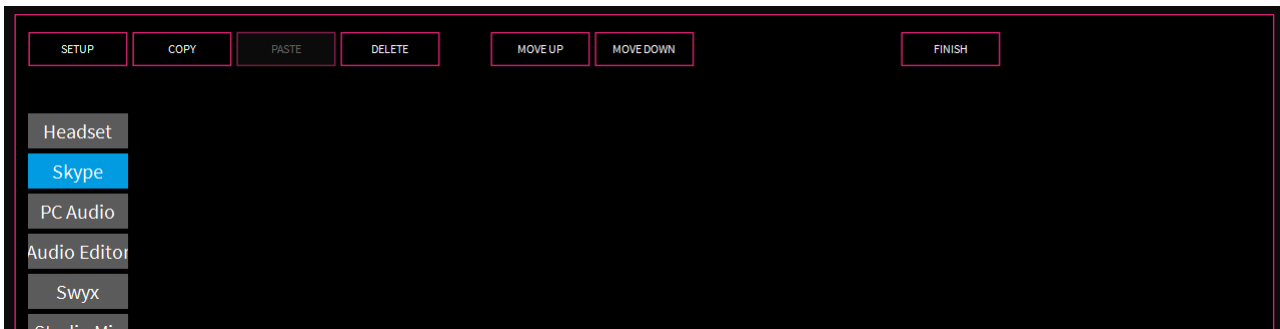 SETUP COPY PASTE DELETE MOVE UP MOVE DOWN FINISH
Headset
Skype
PC Audio
Audio Editor
Swyx